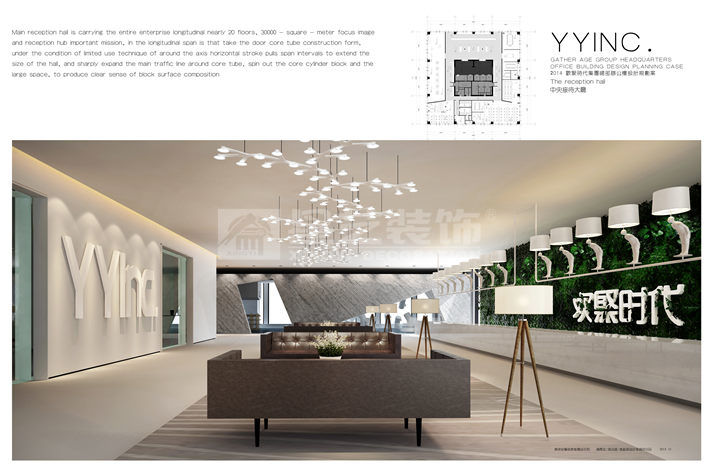 Main reception hall is carrying the entire enterprise longitudinal nearly 20 floors, 30000 - square - meter focus image
and reception hub important mission, in the longitudinal span is that take the door core tube construction form,
under the condition of limited use technique of around the axis horizontal stroke pulls span intervals to extend the
size of the hall, and sharply expand the main traffic line around core tube, spin out the core cylinder block and the
large space, to produce clear sense of block surface composition
YYINC.
GATHER AGE GROUP HEADQUARTERS
OFFICE BUILDING DESIGN PLANNING CASE
2014 歡聚時代集團總部辦公樓設計規劃案
The reception hall
中央接待大廳
YYInc.
装饰
®
XINGYI
欢聚时代